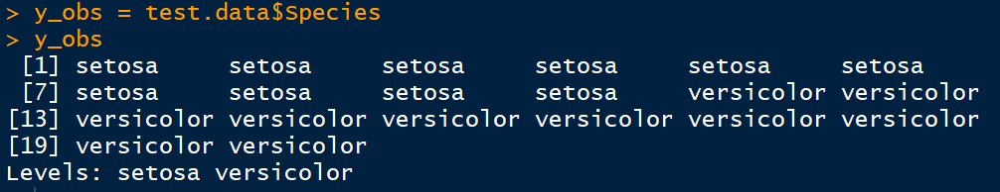 > y_obs = test.data$Species
> y_obs
 [1] setosa     setosa     setosa     setosa     setosa     setosa
 [7] setosa     setosa     setosa     setosa     versicolor versicolor
[13] versicolor versicolor versicolor versicolor versicolor versicolor
[19] versicolor versicolor
Levels: setosa versicolor